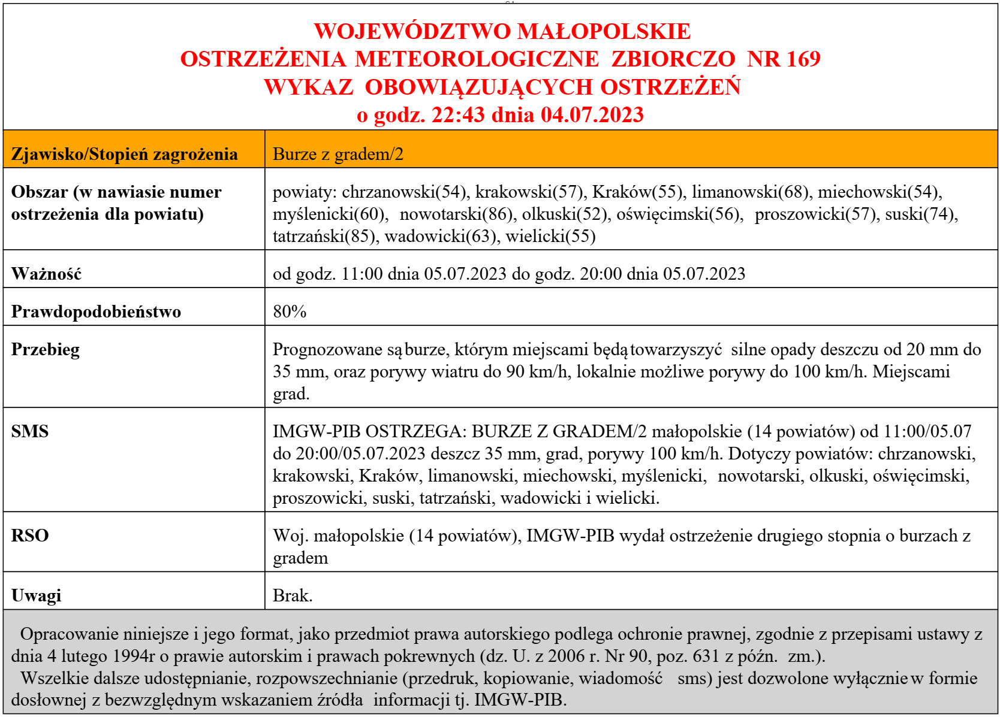 WOJEWÓDZTWO MAŁOPOLSKIE
OSTRZEŻENIA METEOROLOGICZNE ZBIORCZO NR 169
WYKAZ OBOWIĄZUJĄCYCH OSTRZEŻEŃ
o godz. 22:43 dnia 04.07.2023
Zjawisko/Stopień zagrożenia
Burze z gradem/2
Obszar (w nawiasie numer
ostrzeżenia dla powiatu)
powiaty: chrzanowski(54), krakowski(57), Kraków(55), limanowski(68), miechowski(54),
myślenicki(60), nowotarski(86), olkuski(52), oświęcimski(56), proszowicki(57), suski(74),
tatrzański(85), wadowicki(63), wielicki(55)
Ważność
od godz. 11:00 dnia 05.07.2023 do godz. 20:00 dnia 05.07.2023
Prawdopodobieństwo
80%
Przebieg
Prognozowane są burze, którym miejscami będą towarzyszyć silne opady deszczu od 20 mm do
35 mm, oraz porywy wiatru do 90 km/h, lokalnie możliwe porywy do 100 km/h. Miejscami
grad.
SMS
IMGW-PIB OSTRZEGA: BURZE Z GRADEM/2 małopolskie (14 powiatów) od 11:00/05.07
do 20:00/05.07.2023 deszcz 35 mm, grad, porywy 100 km/h. Dotyczy powiatów: chrzanowski,
krakowski, Kraków, limanowski, miechowski, myślenicki, nowotarski, olkuski, oświęcimski,
proszowicki, suski, tatrzański, wadowicki i wielicki.
RSO
Woj. małopolskie (14 powiatów), IMGW-PIB wydał ostrzeżenie drugiego stopnia o burzach z
gradem
Uwagi
Brak.
Opracowanie niniejsze i jego format, jako przedmiot prawa autorskiego podlega ochronie prawnej, zgodnie z przepisami ustawy z
dnia 4 lutego 1994r o prawie autorskim i prawach pokrewnych (dz. U. z 2006 r. Nr 90, poz. 631 z późn. zm.).
Wszelkie dalsze udostępnianie, rozpowszechnianie (przedruk, kopiowanie, wiadomość sms) jest dozwolone wyłącznie w formie
dosłownej z bezwzględnym wskazaniem źródła informacji tj. IMGW-PIB.